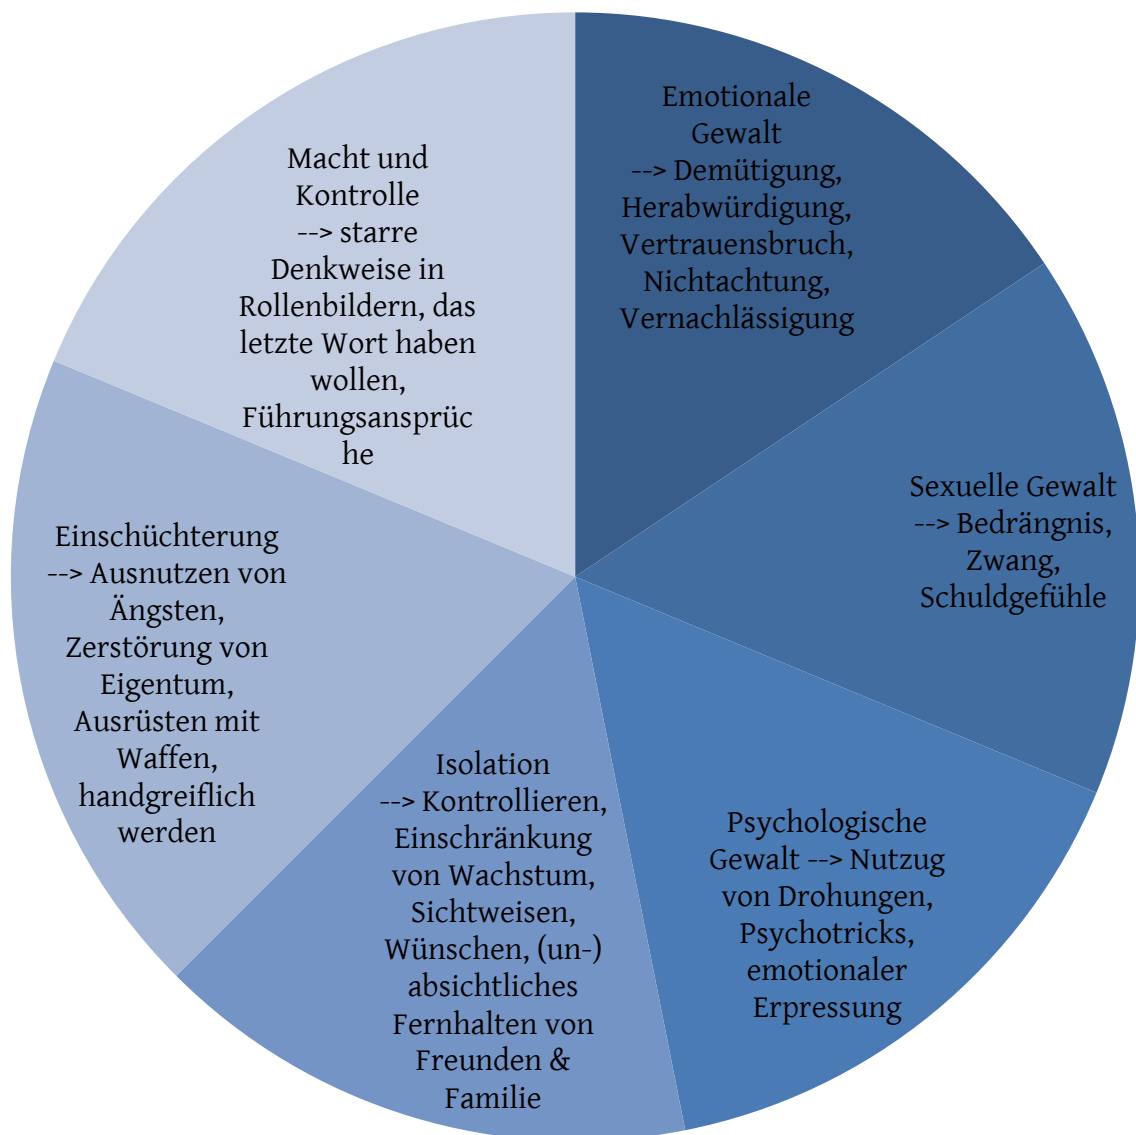 Emotionale
Gewalt
--> Demütigung,
Herabwürdigung,
Vertrauensbruch,
Nichtachtung,
Vernachlässigung
Sexuelle Gewalt
--> Bedrängnis,
Zwang,
Schuldgefühle
Psychologische
Gewalt --> Nutzug
von Drohungen,
Psychotricks,
emotionaler
Erpressung
Isolation
--> Kontrollieren,
Einschränkung
von Wachstum,
Sichtweisen,
Wünschen, (un-)
absichtliches
Fernhalten von
Freunden &
Familie
Einschüchterung
--> Ausnutzen von
Ängsten,
Zerstörung von
Eigentum,
Ausrüsten mit
Waffen,
handgreiflich
werden
Macht und
Kontrolle
--> starre
Denkweise in
Rollenbildern, das
letzte Wort haben
wollen,
Führungsansprüc
he